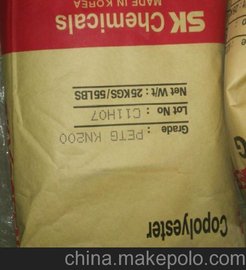 Copolyester
Grade : PETG KN200
Lot No : C11H07
Net Wt : 25KGS/55LBS
SK Chemicals
MADE IN KOREA
china.makepolo.com